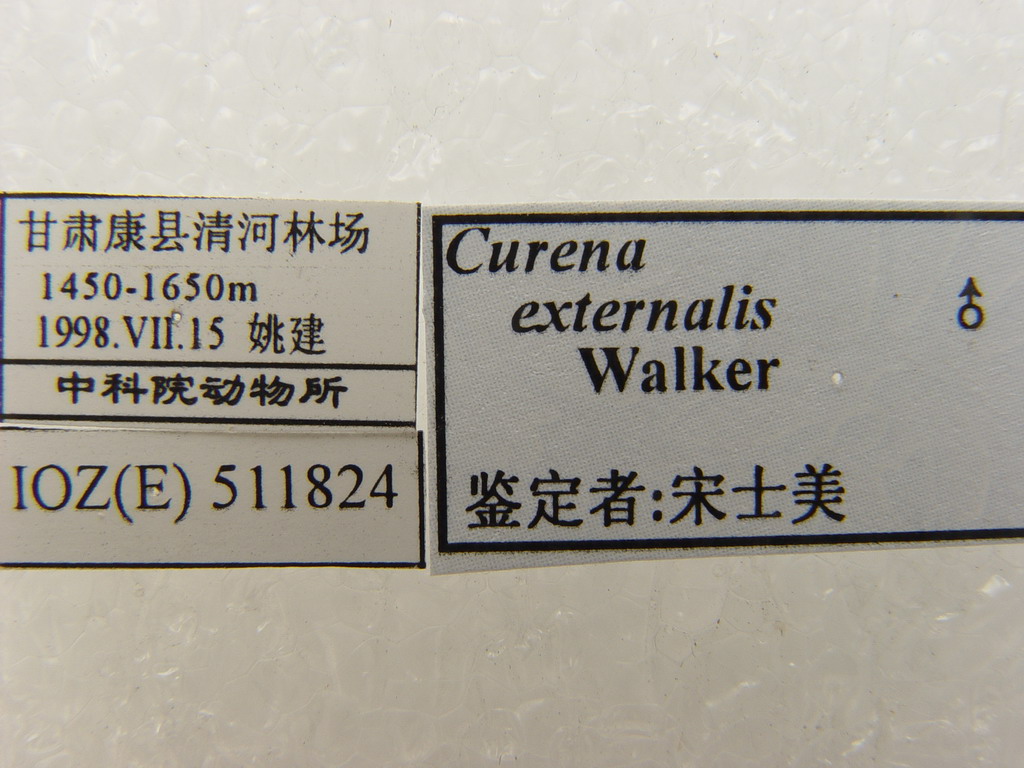 甘肃康县清河林场
1450-1650m
1998.VII.15 姚建
中科院动物所
IOZ(E) 511824
Curena
externalis ♂
Walker
鉴定者:宋士美